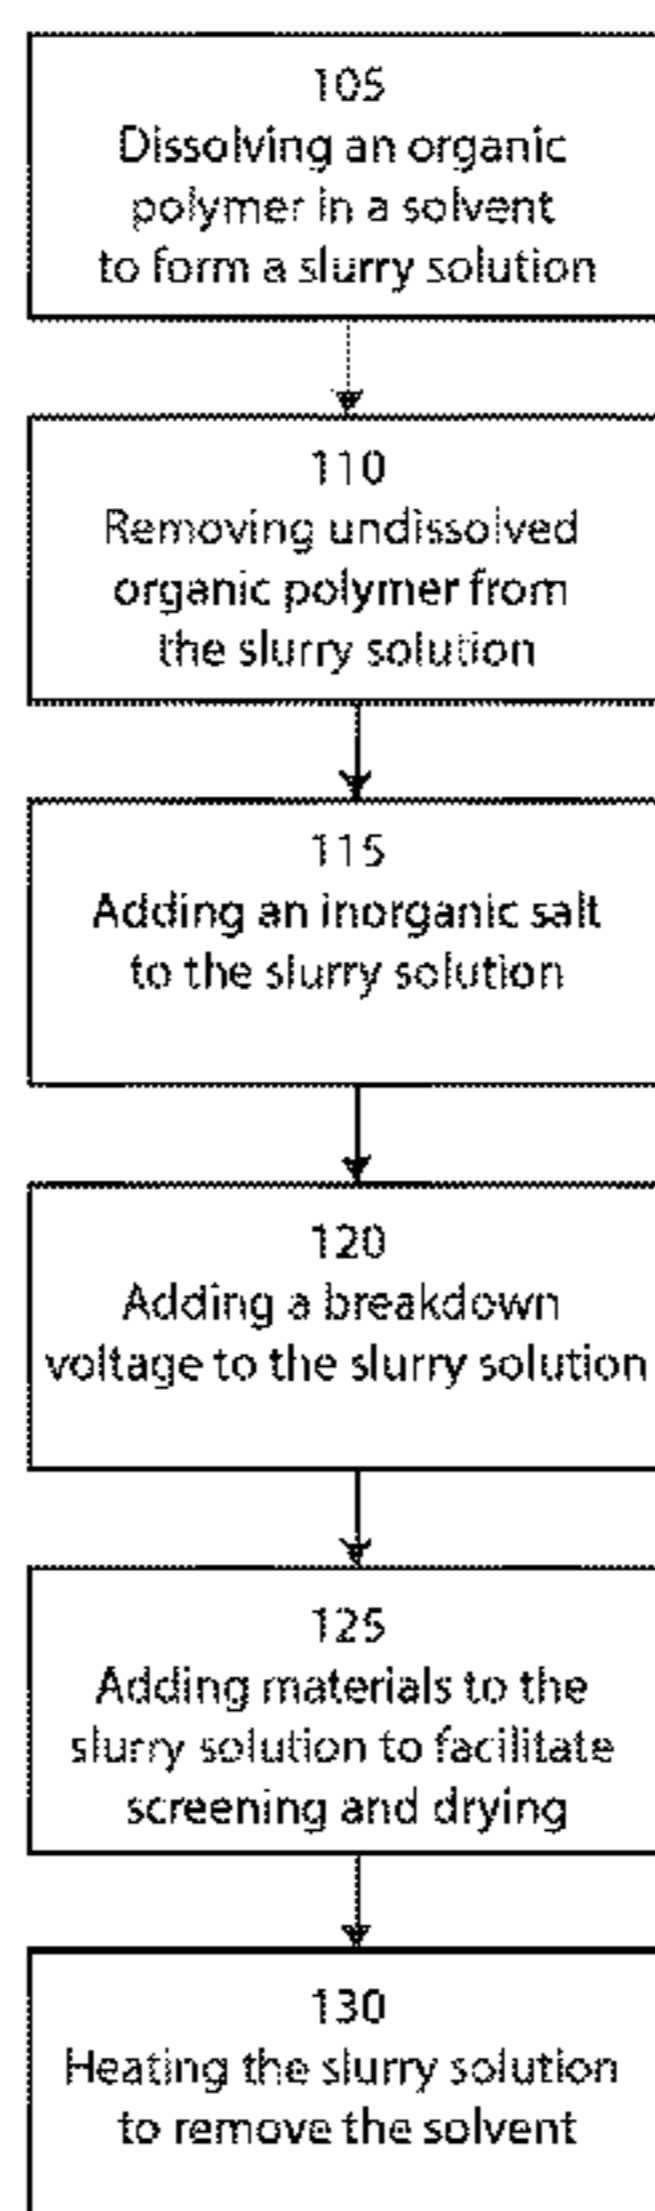 105
Dissolving an organic
polymer in a solvent
to form a slurry solution
110
Removing undissolved
organic polymer from
the slurry solution
115
Adding an inorganic salt
to the slurry solution
120
Adding a breakdown
voltage to the slurry solution
125
Adding materials to the
slurry solution to facilitate
screening and drying
130
Heating the slurry solution
to remove the solvent